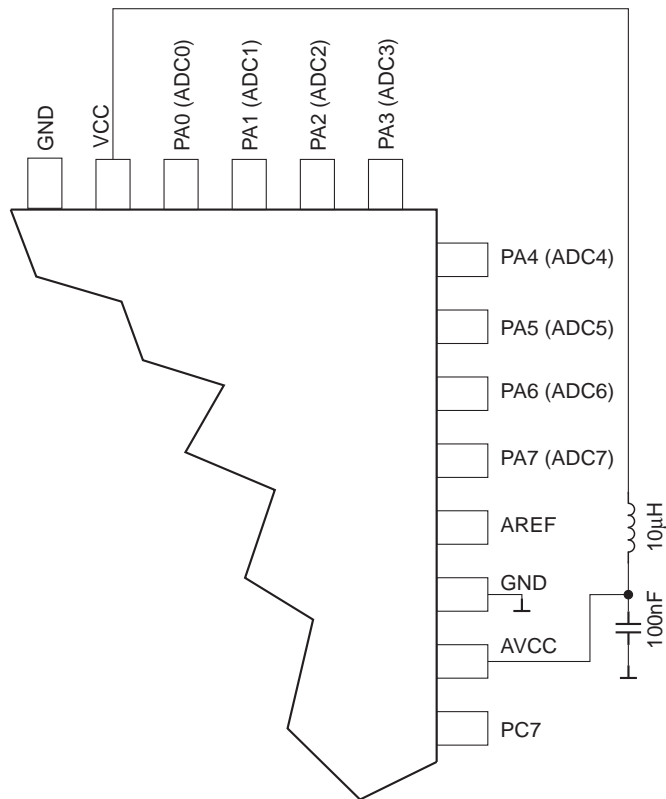 GND
VCC
PA0 (ADC0)
PA1 (ADC1)
PA2 (ADC2)
PA3 (ADC3)
PA4 (ADC4)
PA5 (ADC5)
PA6 (ADC6)
PA7 (ADC7)
AREF
10μH
GND
AVCC
100nF
PC7